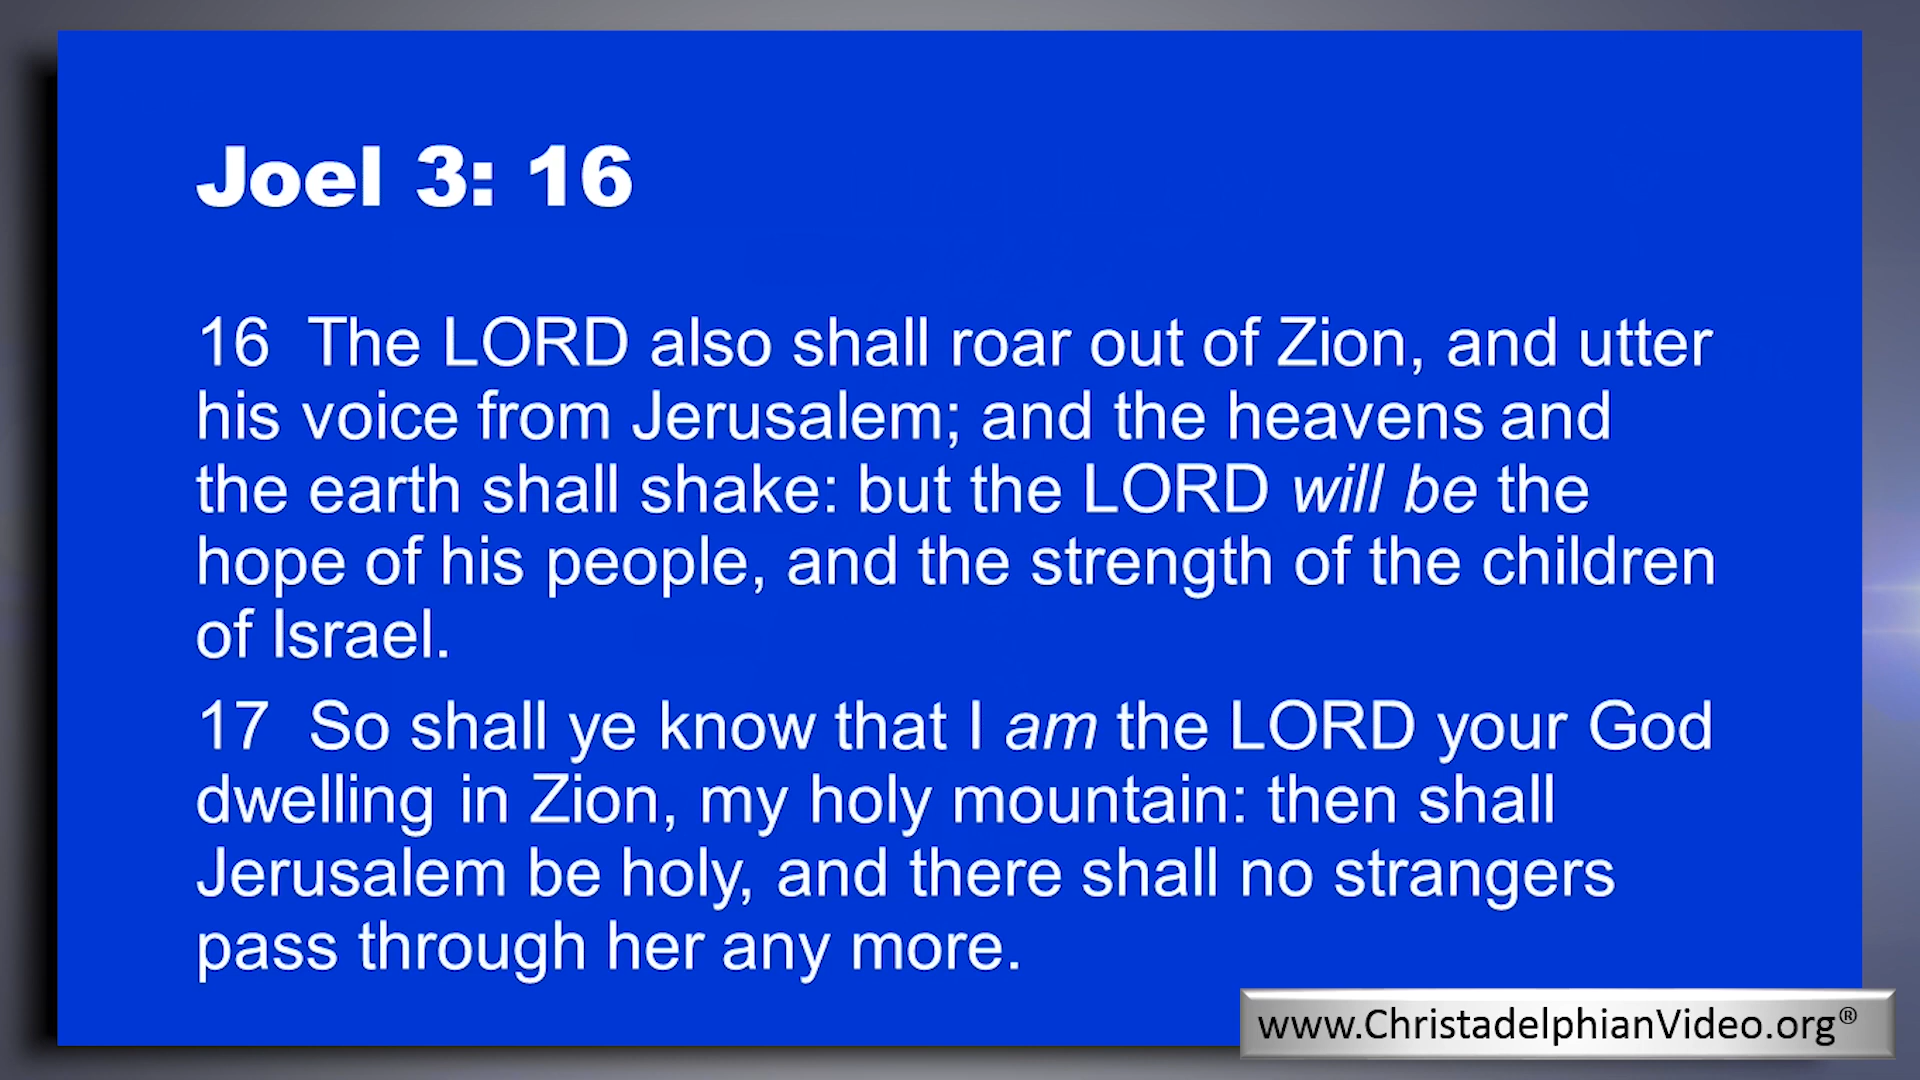 Joel 3: 16
16 The LORD also shall roar out of Zion, and utter
his voice from Jerusalem; and the heavens and
the earth shall shake: but the LORD will be the
hope of his people, and the strength of the children
of Israel.
17 So shall ye know that I am the LORD your God
dwelling in Zion, my holy mountain: then shall
Jerusalem be holy, and there shall no strangers
pass through her any more.
www.ChristadelphianVideo.org®